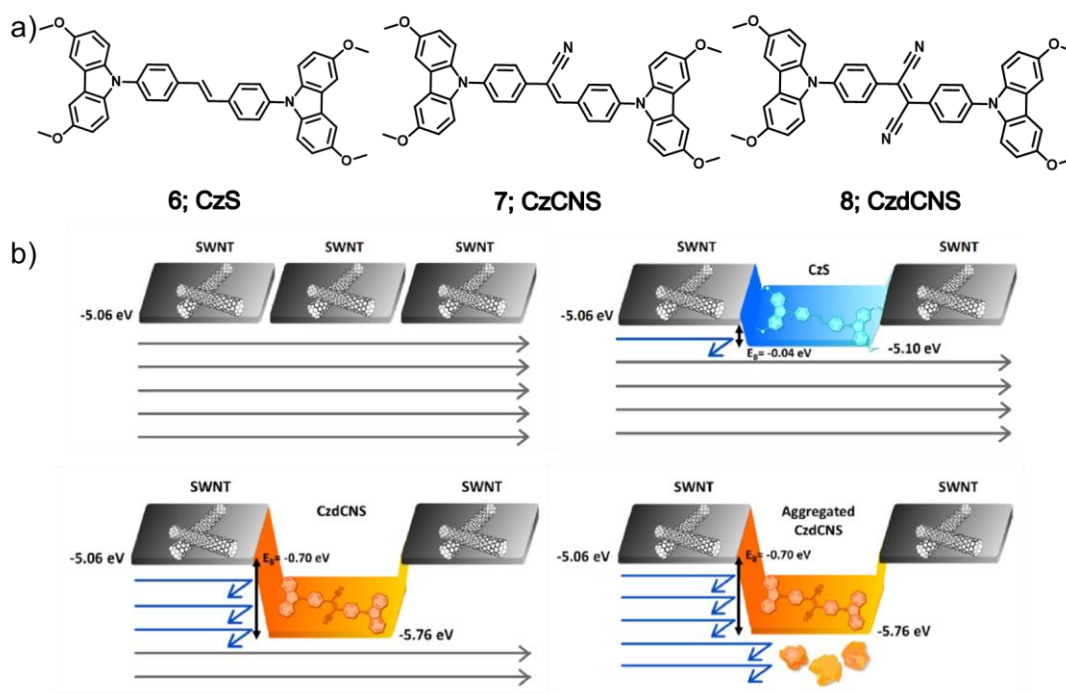 a)
O
O
N
N
O
O
O
N
N
O
N
O
O
O
N
N
N
N
O
O
O
6; CzS
7; CzCNS
8; CzdCNS
b)
SWNT
SWNT
SWNT
-5.06 eV
SWNT
CzS
SWNT
-5.06 eV
E_B= -0.04 eV
-5.10 eV
SWNT
CzdCNS
SWNT
-5.06 eV
E_B= -0.70 eV
-5.76 eV
SWNT
Aggregated
CzdCNS
SWNT
-5.06 eV
E_B= -0.70 eV
-5.76 eV